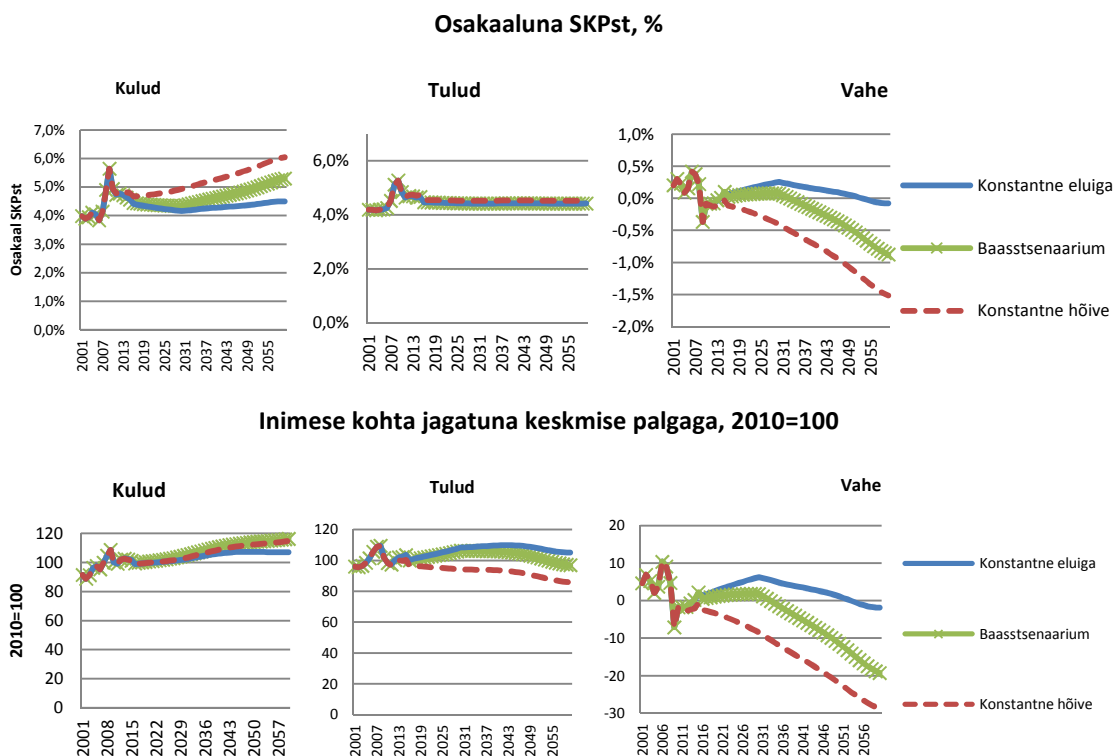 Osakaaluna SKPst, %
Kulud
Tulud
Vahe
Osakaal SKPst
7,0%
6,0%
5,0%
4,0%
3,0%
2,0%
1,0%
0,0%
2001 2007 2013 2019 2025 2031 2037 2043 2049 2055
6,0%
4,0%
2,0%
0,0%
2001 2007 2013 2019 2025 2031 2037 2043 2049 2055
1,0%
0,5%
0,0%
-0,5%
-1,0%
-1,5%
-2,0%
2001 2007 2013 2019 2025 2031 2037 2043 2049 2055
Konstantne eluiga
Baasstsenaarium
Konstantne hõive
Inimese kohta jagatuna keskmise palgaga, 2010=100
Kulud
Tulud
Vahe
2010=100
120
100
80
60
40
20
0
2001 2008 2015 2022 2029 2036 2043 2050 2057
120
100
80
60
40
20
0
2001 2007 2013 2019 2025 2031 2037 2043 2049 2055
20
10
0
-10
-20
-30
2001 2006 2011 2016 2021 2026 2031 2036 2041 2046 2051 2056
Konstantne eluiga
Baasstsenaarium
Konstantne hõive